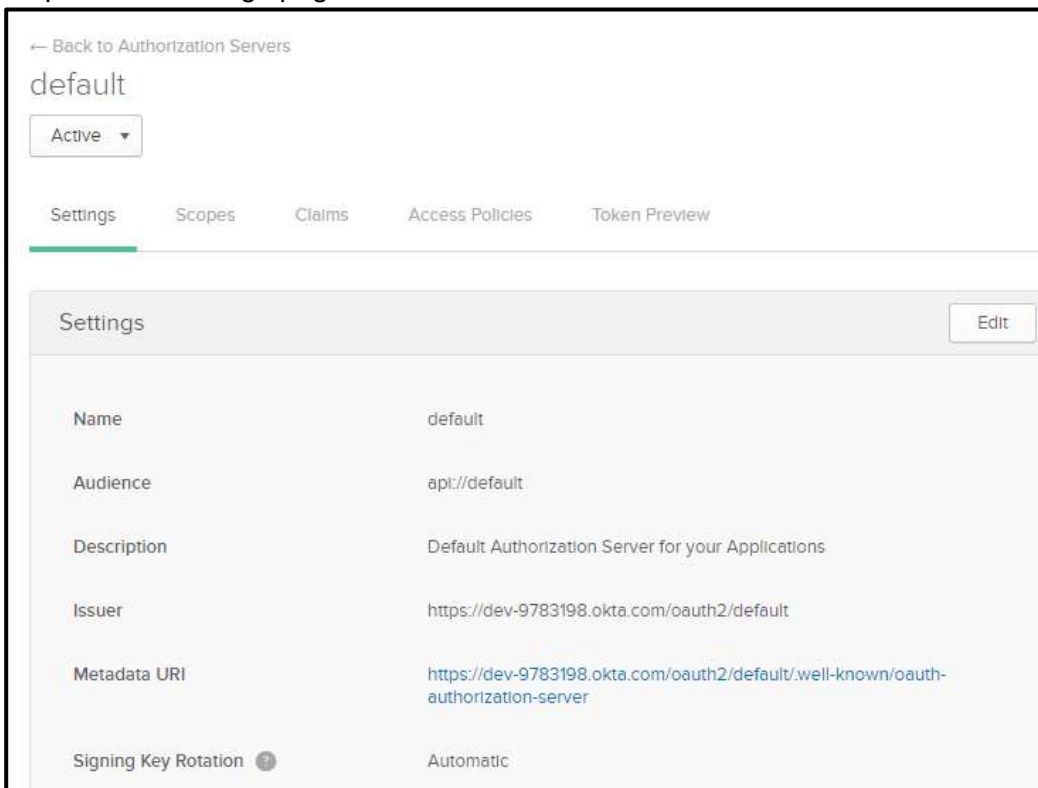 ← Back to Authorization Servers
default
Active
Settings Scopes Claims Access Policies Token Preview
Settings Edit
Name default
Audience api://default
Description Default Authorization Server for your Applications
Issuer https://dev-9783198.okta.com/oauth2/default
Metadata URI https://dev-9783198.okta.com/oauth2/default/.well-known/oauth-
authorization-server
Signing Key Rotation ? Automatic